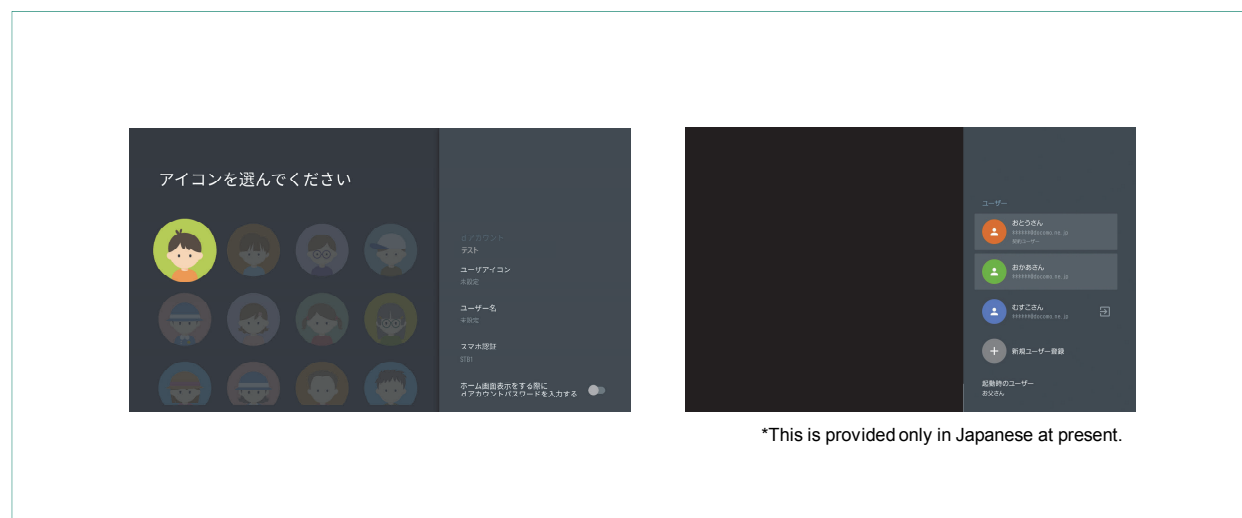 アイコンを選んでください
dアカウント
テスト
ユーザアイコン
未設定
ユーザー名
未設定
スマホ認証
ホーム画面表示をする際に
dアカウントパスワードを入力する
ユーザー
おとうさん
契約ユーザー
おかあさん
むすこさん
新規ユーザー登録
起動時のユーザー
お父さん
*This is provided only in Japanese at present.